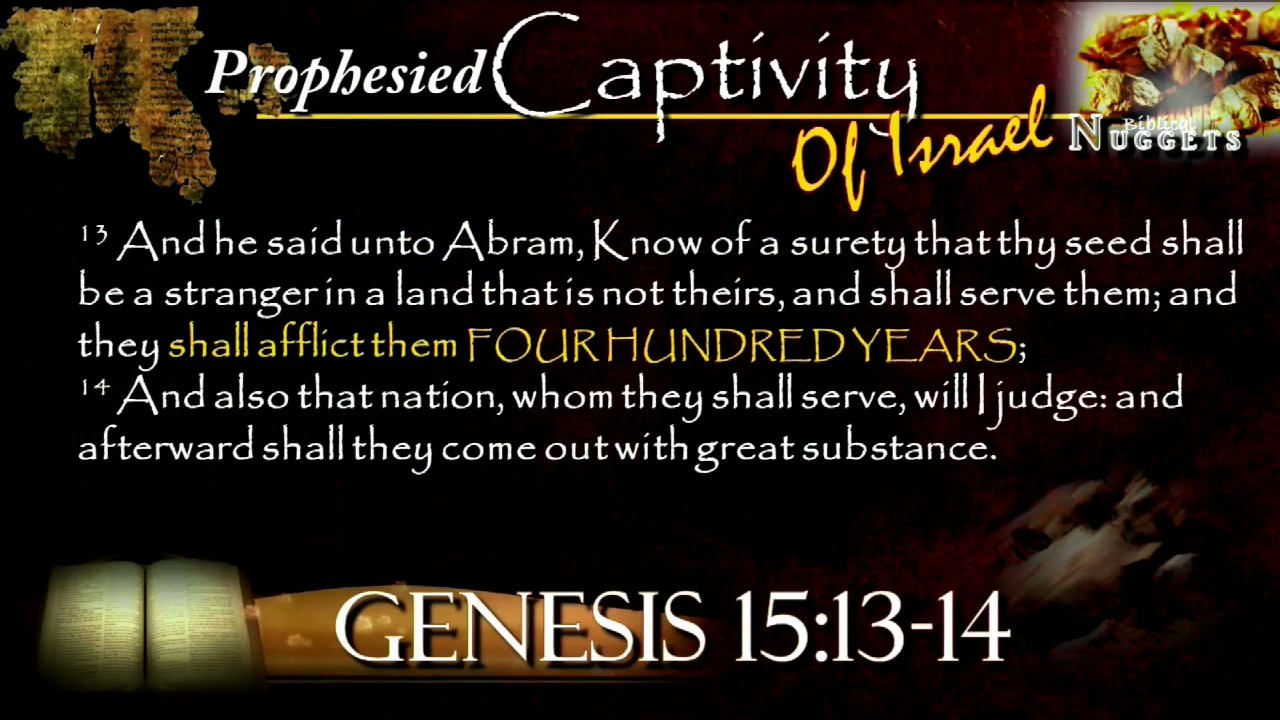 Prophesied Captivity
Of Israel
Biblical
NUGGETS
13 And he said unto Abram, Know of a surety that thy seed shall
be a stranger in a land that is not theirs, and shall serve them; and
they shall afflict them FOUR HUNDRED YEARS;
14 And also that nation, whom they shall serve, will I judge: and
afterward shall they come out with great substance.
GENESIS 15:13-14